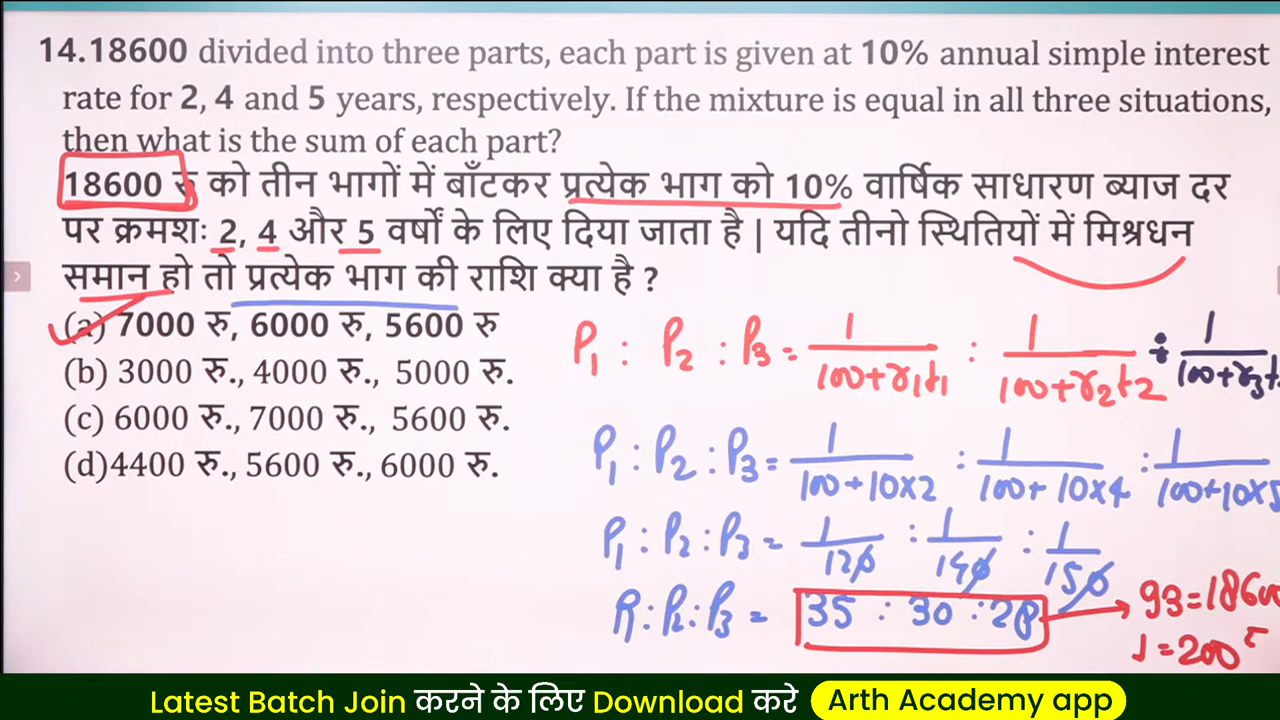 14.18600 divided into three parts, each part is given at 10% annual simple interest
rate for 2, 4 and 5 years, respectively. If the mixture is equal in all three situations,
then what is the sum of each part?
18600 रु को तीन भागों में बाँटकर प्रत्येक भाग को 10% वार्षिक साधारण ब्याज दर
पर क्रमशः 2, 4 और 5 वर्षों के लिए दिया जाता है | यदि तीनो स्थितियों में मिश्रधन
समान हो तो प्रत्येक भाग की राशि क्या है ?
(a) 7000 रु, 6000 रु, 5600 रु
(b) 3000 रु., 4000 रु., 5000 रु.
(c) 6000 रु., 7000 रु., 5600 रु.
(d)4400 रु., 5600 रु., 6000 रु.
P₁ : P₂ : P₃ = 1/100+r₁t₁ : 1/100+r₂t₂ : 1/100+r₃t
P₁ : P₂ : P₃ = 1/100+10×2 : 1/100+10×4 : 1/100+10×5
P₁ : P₂ : P₃ = 1/120 : 1/140 : 1/150
P₁ : P₂ : P₃ = 35 : 30 : 28 → 93=18600
1=200
Latest Batch Join करने के लिए Download करे Arth Academy app